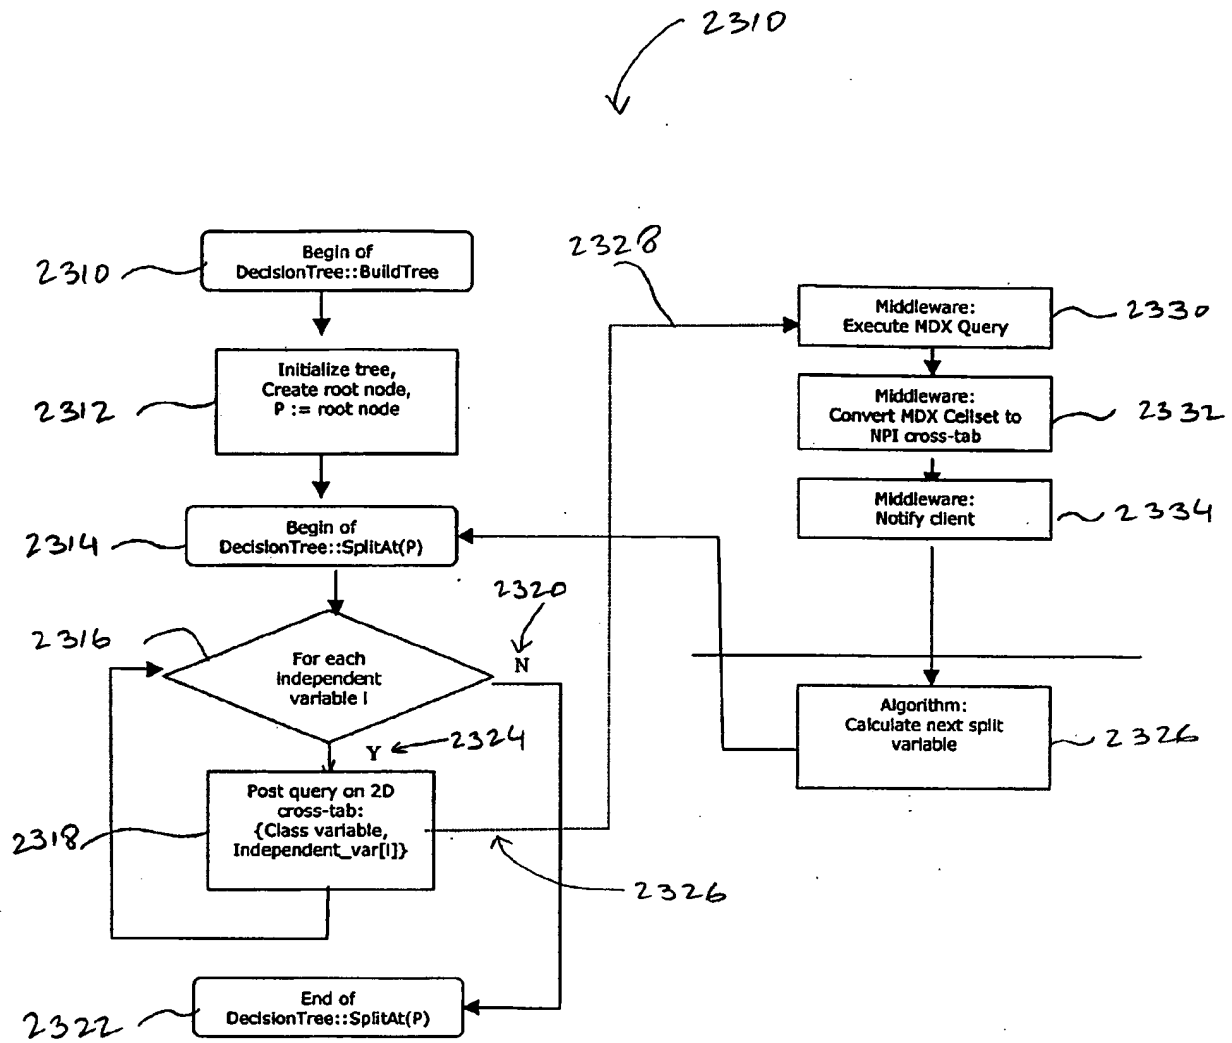 2310
2310
Begin of
DecisionTree::BuildTree
2312
Initialize tree,
Create root node,
P := root node
2314
Begin of
DecisionTree::SplitAt(P)
2316
For each
independent
variable i
2320
N
Y
2324
2318
Post query on 2D
cross-tab:
{Class variable,
Independent_var[i]}
2326
2322
End of
DecisionTree::SplitAt(P)
2328
Middleware:
Execute MDX Query
2330
Middleware:
Convert MDX Cellset to
NPI cross-tab
2332
Middleware:
Notify client
2334
Algorithm:
Calculate next split
variable
2326